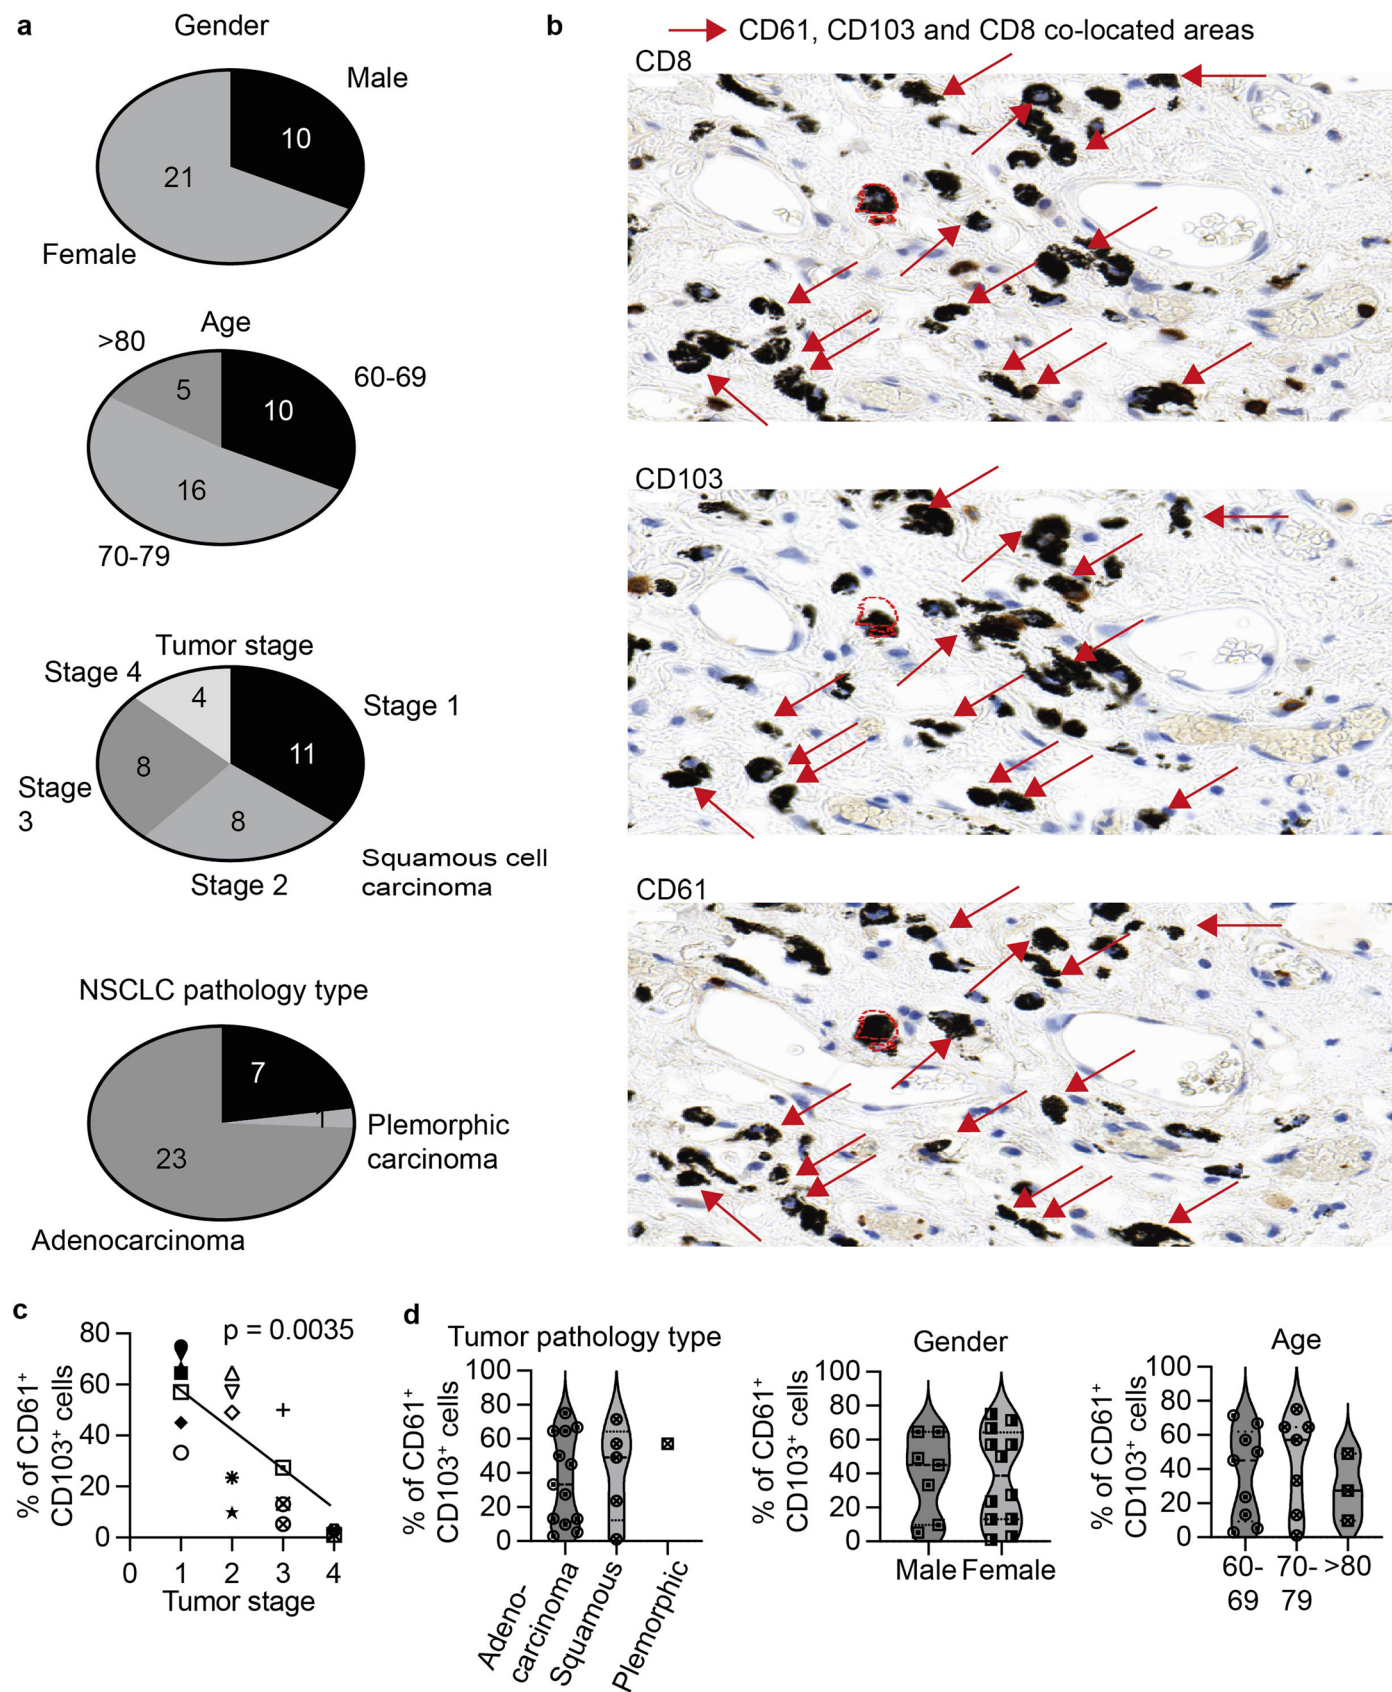 a
Gender
Male
10
21
Female
Age
>80
60-69
5
10
16
70-79
Tumor stage
Stage 4
Stage 1
4
11
8
8
Stage
3
Stage 2
Squamous cell
carcinoma
NSCLC pathology type
7
1
23
Plemorphic
carcinoma
Adenocarcinoma
b
CD61, CD103 and CD8 co-located areas
CD8
CD103
CD61
c
p = 0.0035
% of CD61+
CD103+ cells
80
60
40
20
0
0 1 2 3 4
Tumor stage
d
Tumor pathology type
% of CD61+
CD103+ cells
100
80
60
40
20
0
Adeno-
carcinoma
Squamous
Plemorphic
Gender
% of CD61+
CD103+ cells
100
80
60
40
20
0
Male Female
Age
% of CD61+
CD103+ cells
100
80
60
40
20
0
60-
69
70-
79
>80